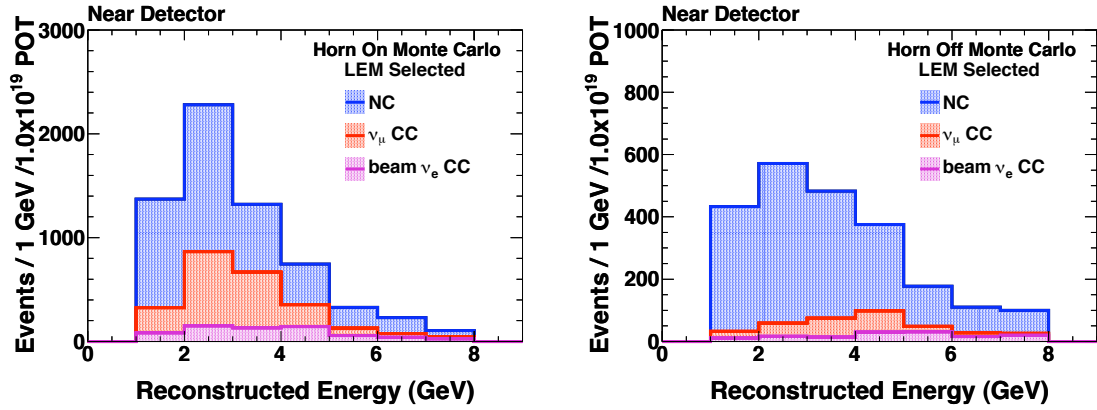 Near Detector
Events / 1 GeV /1.0x10¹⁹ POT
3000
2000
1000
0
Horn On Monte Carlo
LEM Selected
NC
νμ CC
beam νe CC
0 2 4 6 8
Reconstructed Energy (GeV)
Near Detector
Events / 1 GeV /1.0x10¹⁹ POT
1000
800
600
400
200
0
Horn Off Monte Carlo
LEM Selected
NC
νμ CC
beam νe CC
0 2 4 6 8
Reconstructed Energy (GeV)